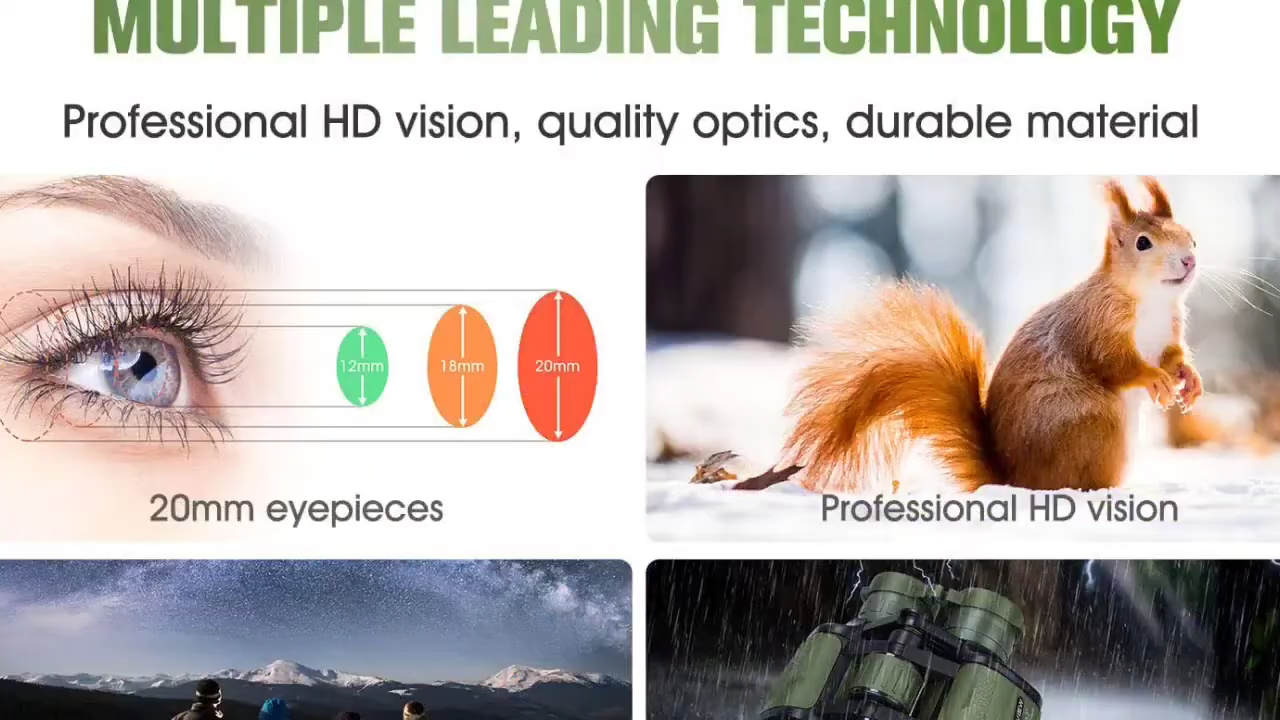 MULTIPLE LEADING TECHNOLOGY
Professional HD vision, quality optics, durable material
12mm
18mm
20mm
20mm eyepieces
Professional HD vision